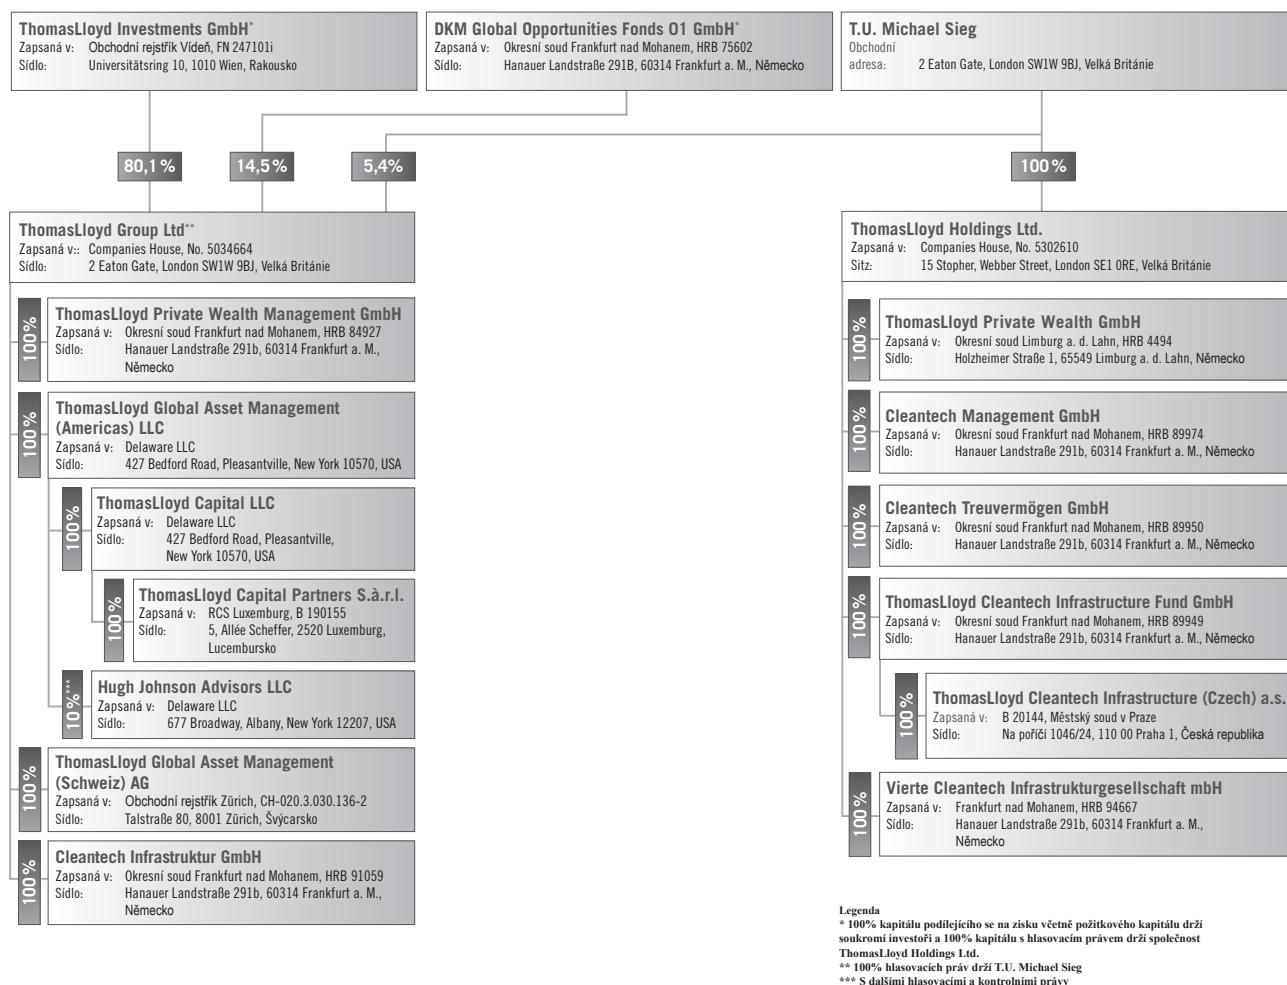 ThomasLloyd Investments GmbH*
Zapsaná v: Obchodní rejstřík Vídeň, FN 247101i
Sídlo: Universitätsring 10, 1010 Wien, Rakousko
DKM Global Opportunities Fonds 01 GmbH*
Zapsaná v: Okresní soud Frankfurt nad Mohanem, HRB 75602
Sídlo: Hanauer Landstraße 291B, 60314 Frankfurt a. M., Německo
T.U. Michael Sieg
Obchodní
adresa: 2 Eaton Gate, London SW1W 9BJ, Velká Británie
80,1%
14,5%
5,4%
100%
ThomasLloyd Group Ltd**
Zapsaná v:: Companies House, No. 5034664
Sídlo: 2 Eaton Gate, London SW1W 9BJ, Velká Británie
100%
ThomasLloyd Private Wealth Management GmbH
Zapsaná v: Okresní soud Frankfurt nad Mohanem, HRB 84927
Sídlo: Hanauer Landstraße 291b, 60314 Frankfurt a. M.,
Německo
100%
ThomasLloyd Global Asset Management
(Americas) LLC
Zapsaná v: Delaware LLC
Sídlo: 427 Bedford Road, Pleasantville, New York 10570, USA
100%
ThomasLloyd Capital LLC
Zapsaná v: Delaware LLC
Sídlo: 427 Bedford Road, Pleasantville,
New York 10570, USA
100%
ThomasLloyd Capital Partners S.à.r.l.
Zapsaná v: RCS Luxemburg, B 190155
Sídlo: 5, Allée Scheffer, 2520 Luxemburg,
Lucembursko
10%***
Hugh Johnson Advisors LLC
Zapsaná v: Delaware LLC
Sídlo: 677 Broadway, Albany, New York 12207, USA
100%
ThomasLloyd Global Asset Management
(Schweiz) AG
Zapsaná v: Obchodní rejstřík Zürich, CH-020.3.030.136-2
Sídlo: Talstraße 80, 8001 Zürich, Švýcarsko
100%
Cleantech Infrastruktur GmbH
Zapsaná v: Okresní soud Frankfurt nad Mohanem, HRB 91059
Sídlo: Hanauer Landstraße 291b, 60314 Frankfurt a. M.,
Německo
ThomasLloyd Holdings Ltd.
Zapsaná v: Companies House, No. 5302610
Sitz: 15 Stopher, Webber Street, London SE1 0RE, Velká Británie
100%
ThomasLloyd Private Wealth GmbH
Zapsaná v: Okresní soud Limburg a. d. Lahn, HRB 4494
Sídlo: Holzheimer Straße 1, 65549 Limburg a. d. Lahn, Německo
100%
Cleantech Management GmbH
Zapsaná v: Okresní soud Frankfurt nad Mohanem, HRB 89974
Sídlo: Hanauer Landstraße 291b, 60314 Frankfurt a. M., Německo
100%
Cleantech Treuvermögen GmbH
Zapsaná v: Okresní soud Frankfurt nad Mohanem, HRB 89950
Sídlo: Hanauer Landstraße 291b, 60314 Frankfurt a. M., Německo
100%
ThomasLloyd Cleantech Infrastructure Fund GmbH
Zapsaná v: Okresní soud Frankfurt nad Mohanem, HRB 89949
Sídlo: Hanauer Landstraße 291b, 60314 Frankfurt a. M., Německo
100%
ThomasLloyd Cleantech Infrastructure (Czech) a.s.
Zapsaná v: B 20144, Městský soud v Praze
Sídlo: Na poříčí 1046/24, 110 00 Praha 1, Česká republika
100%
Vierte Cleantech Infrastrukturgesellschaft mbH
Zapsaná v: Frankfurt nad Mohanem, HRB 94667
Sídlo: Hanauer Landstraße 291b, 60314 Frankfurt a. M.,
Německo
Legenda
* 100% kapitálu podílejícího se na zisku včetně požitkového kapitálu drží
soukromí investoři a 100% kapitálu s hlasovacím právem drží společnost
ThomasLloyd Holdings Ltd.
** 100% hlasovacích práv drží T.U. Michael Sieg
*** S dalšími hlasovacími a kontrolními právy